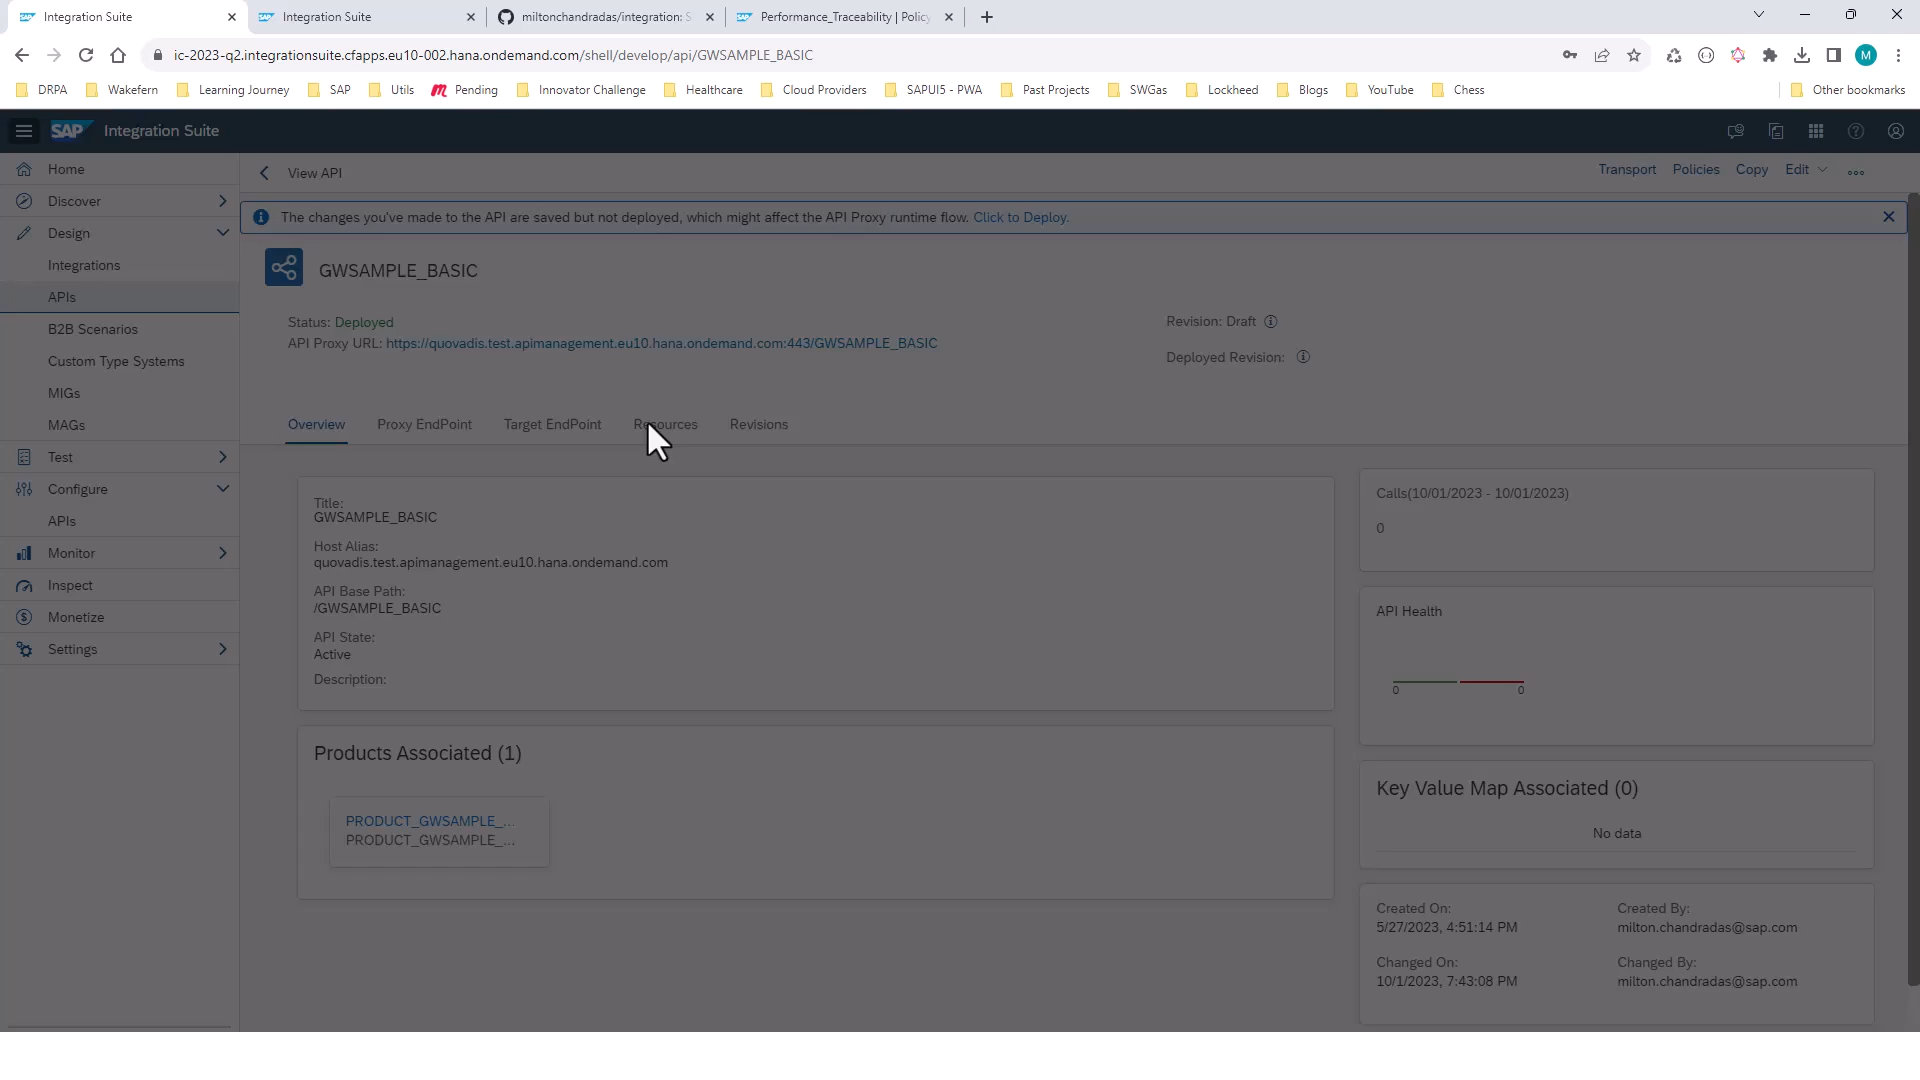 Integration Suite
Integration Suite
miltonchandradas/integration: S
Performance_Traceability | Policy
ic-2023-q2.integrationsuite.cfapps.eu10-002.hana.ondemand.com/shell/develop/api/GWSAMPLE_BASIC
M
DRPA
Wakefern
Learning Journey
SAP
Utils
Pending
Innovator Challenge
Healthcare
Cloud Providers
SAPUI5 - PWA
Past Projects
SWGas
Lockheed
Blogs
YouTube
Chess
Other bookmarks
SAP
Integration Suite
Home
Discover
Design
Integrations
APIs
B2B Scenarios
Custom Type Systems
MIGs
MAGs
Test
Configure
APIs
Monitor
Inspect
Monetize
Settings
View API
Transport
Policies
Copy
Edit
The changes you've made to the API are saved but not deployed, which might affect the API Proxy runtime flow. Click to Deploy.
GWSAMPLE_BASIC
Status: Deployed
API Proxy URL: https://quovadis.test.apimanagement.eu10.hana.ondemand.com:443/GWSAMPLE_BASIC
Revision: Draft
Deployed Revision:
Overview
Proxy EndPoint
Target EndPoint
Resources
Revisions
Title:
GWSAMPLE_BASIC
Host Alias:
quovadis.test.apimanagement.eu10.hana.ondemand.com
API Base Path:
/GWSAMPLE_BASIC
API State:
Active
Description:
Products Associated (1)
PRODUCT_GWSAMPLE_...
PRODUCT_GWSAMPLE_...
Calls(10/01/2023 - 10/01/2023)
0
API Health
0
0
Key Value Map Associated (0)
No data
Created On:
5/27/2023, 4:51:14 PM
Created By:
milton.chandradas@sap.com
Changed On:
10/1/2023, 7:43:08 PM
Changed By:
milton.chandradas@sap.com